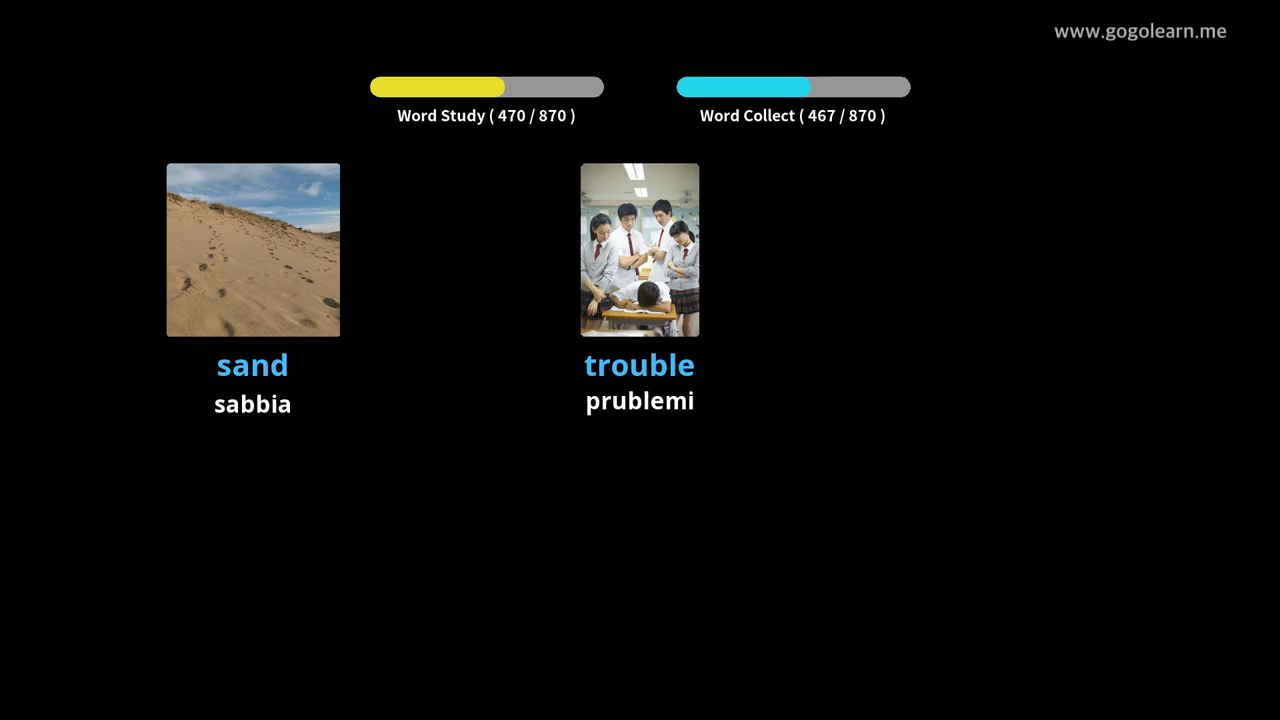 www.gogolearn.me
Word Study ( 470 / 870 )
Word Collect ( 467 / 870 )
sand
sabbia
trouble
prublemi